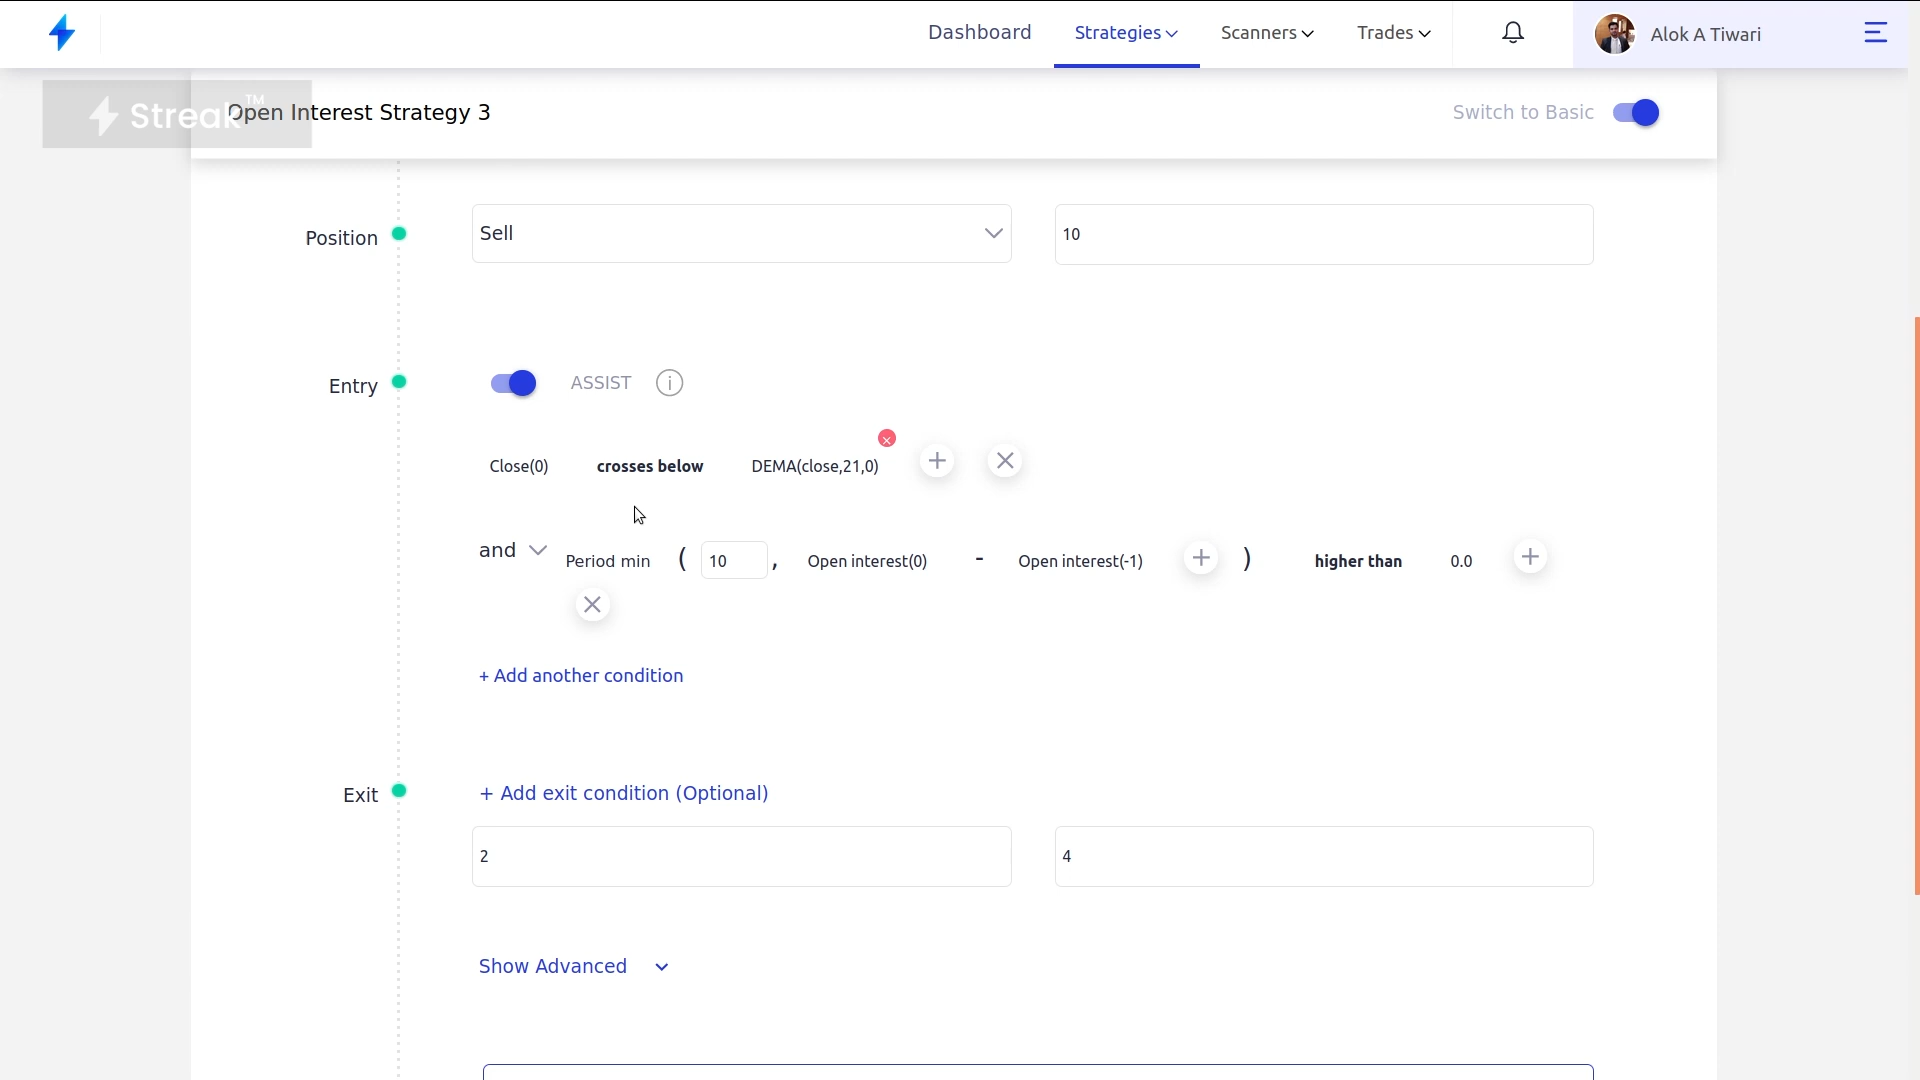 Dashboard Strategies Scanners Trades Alok A Tiwari
Streak™
Open Interest Strategy 3
Switch to Basic
Position Sell 10
Entry ASSIST i
Close(0) crosses below DEMA(close,21,0)
and Period min ( 10 , Open interest(0) - Open interest(-1) ) higher than 0.0
+ Add another condition
Exit + Add exit condition (Optional)
2 4
Show Advanced